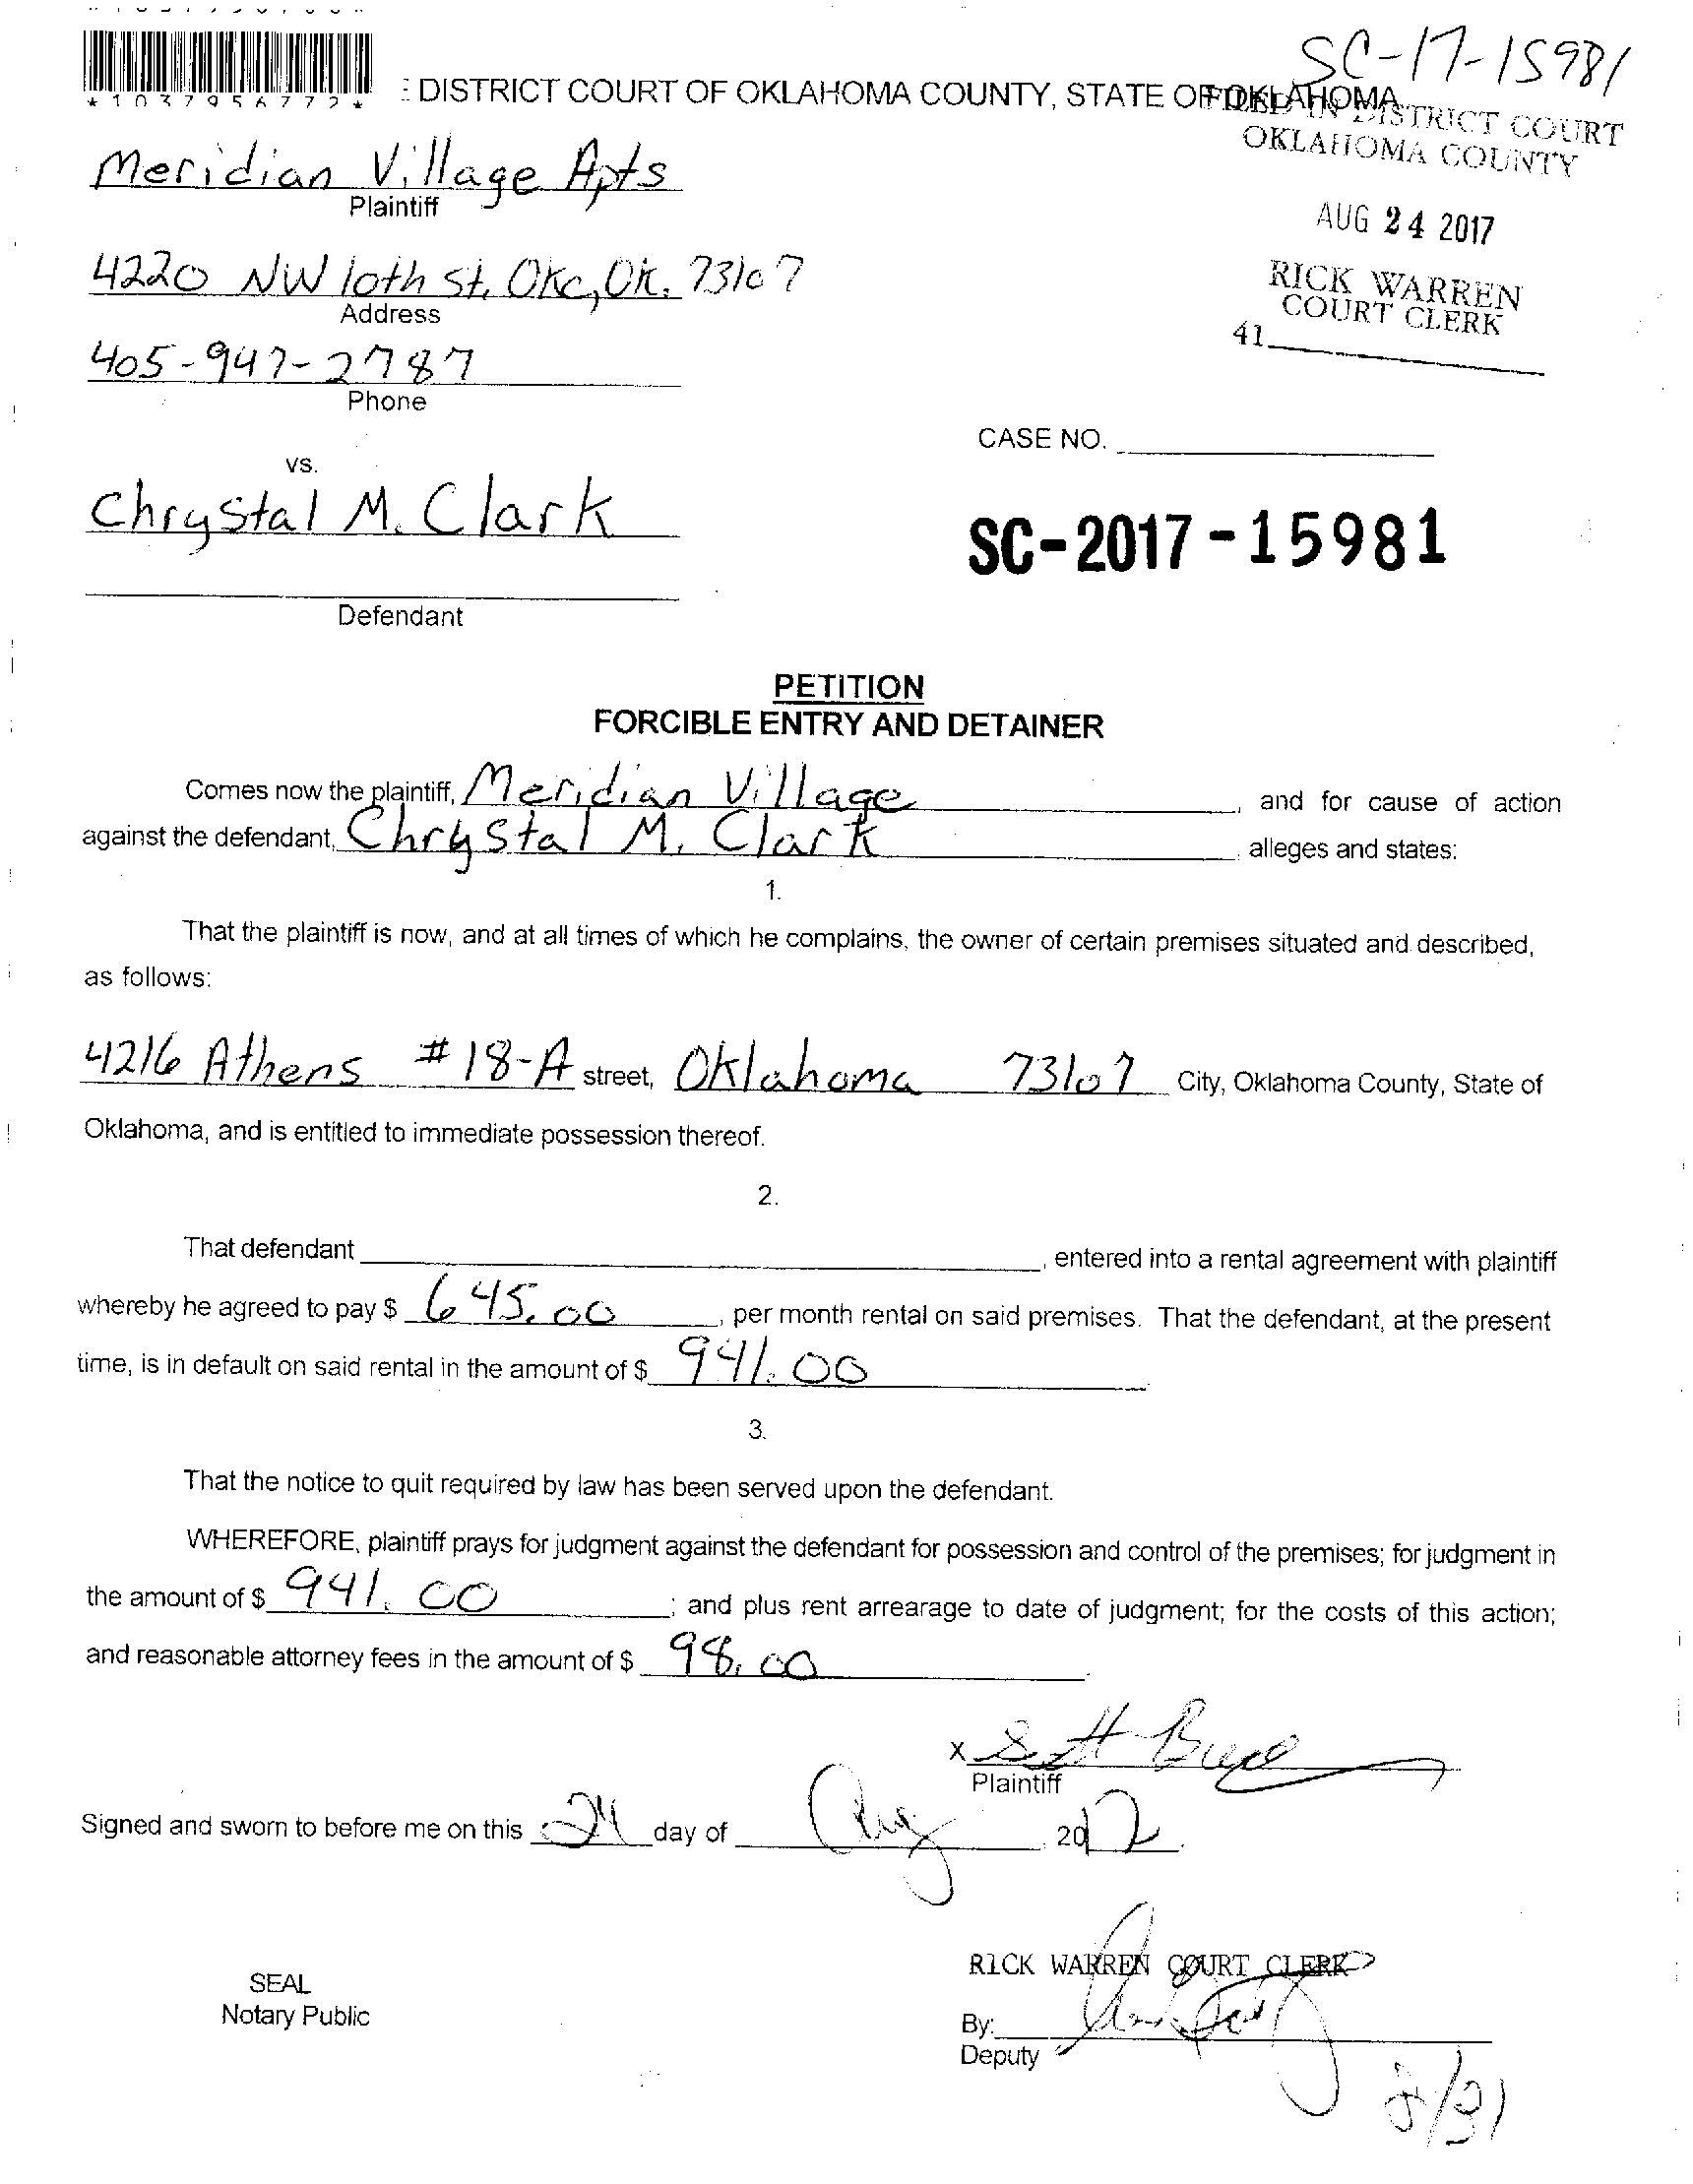 SC-17-15981
*1037956772*
E DISTRICT COURT OF OKLAHOMA COUNTY, STATE OF OKLAHOMA
FILED IN DISTRICT COURT
OKLAHOMA COUNTY
Meridian Village Apts
Plaintiff
AUG 24 2017
4220 NW 10th St, OKC, OK. 73107
Address
RICK WARREN
COURT CLERK
41
405-947-2787
Phone
CASE NO.
vs.
Chrystal M. Clark
SC-2017-15981
Defendant
PETITION
FORCIBLE ENTRY AND DETAINER
Comes now the plaintiff, Meridian Village, and for cause of action
against the defendant, Chrystal M. Clark alleges and states:
1.
That the plaintiff is now, and at all times of which he complains, the owner of certain premises situated and described,
as follows:
4216 Athens #18-A street, Oklahoma 73107 City, Oklahoma County, State of
Oklahoma, and is entitled to immediate possession thereof.
2.
That defendant, entered into a rental agreement with plaintiff
whereby he agreed to pay $ 645.00, per month rental on said premises. That the defendant, at the present
time, is in default on said rental in the amount of $ 941.00
3.
That the notice to quit required by law has been served upon the defendant.
WHEREFORE, plaintiff prays for judgment against the defendant for possession and control of the premises; for judgment in
the amount of $ 941.00; and plus rent arrearage to date of judgment; for the costs of this action;
and reasonable attorney fees in the amount of $ 98.00
x Scott
Plaintiff
Signed and sworn to before me on this 24 day of Aug 2017.
RICK WARREN COURT CLERK
SEAL
Notary Public
By:
Deputy
8/31